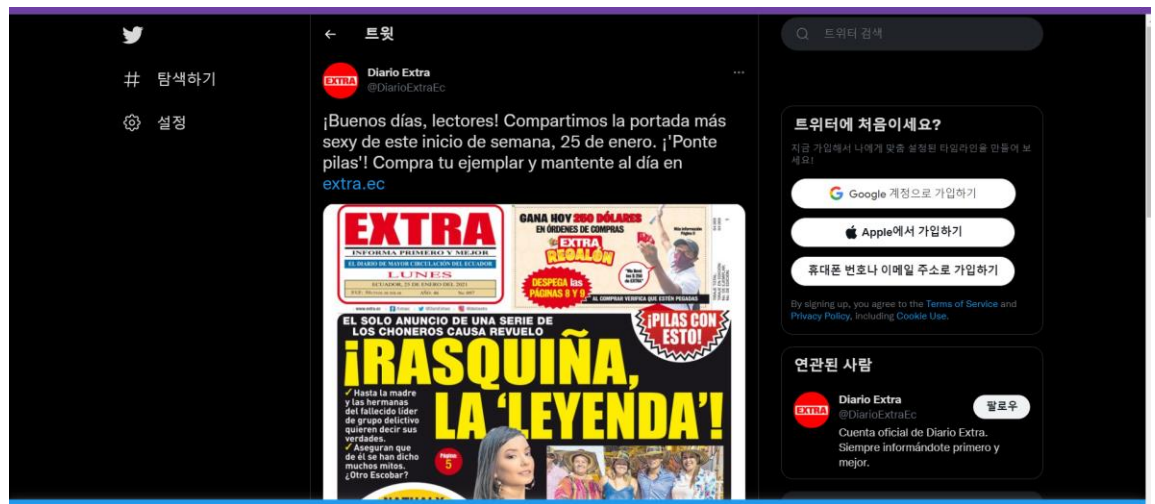 탐색하기
설정
트윗
EXTRA
Diario Extra
@DiarioExtraEc
¡Buenos días, lectores! Compartimos la portada más
sexy de este inicio de semana, 25 de enero. ¡'Ponte
pilas'! Compra tu ejemplar y mantente al día en
extra.ec
EXTRA
INFORMA PRIMERO Y MEJOR
EL DIARIO DE MAYOR CIRCULACIÓN DEL ECUADOR
LUNES
ECUADOR, 25 DE ENERO DEL 2021
GANA HOY 250 DÓLARES
EN ÓRDENES DE COMPRAS
EXTRA
REGALÓN
DESPEGA las
PÁGINAS 8 Y 9
AL COMPRAR VERIFICA QUE ESTÉN PEGADAS
EL SOLO ANUNCIO DE UNA SERIE DE
LOS CHONEROS CAUSA REVUELO
¡PILAS CON
ESTO!
¡RASQUIÑA,
LA 'LEYENDA'!
✓ Hasta la madre
y las hermanas
del fallecido líder
de grupo delictivo
quieren decir sus
verdades.
✓ Aseguran que
de él se han dicho
muchos mitos.
¿Otro Escobar?
Página
5
트위터 검색
트위터에 처음이세요?
지금 가입해서 나에게 맞춤 설정된 타임라인을 만들어 보
세요!
Google 계정으로 가입하기
Apple에서 가입하기
휴대폰 번호나 이메일 주소로 가입하기
By signing up, you agree to the Terms of Service and
Privacy Policy, including Cookie Use.
연관된 사람
EXTRA
Diario Extra
@DiarioExtraEc
팔로우
Cuenta oficial de Diario Extra.
Siempre informándote primero y
mejor.